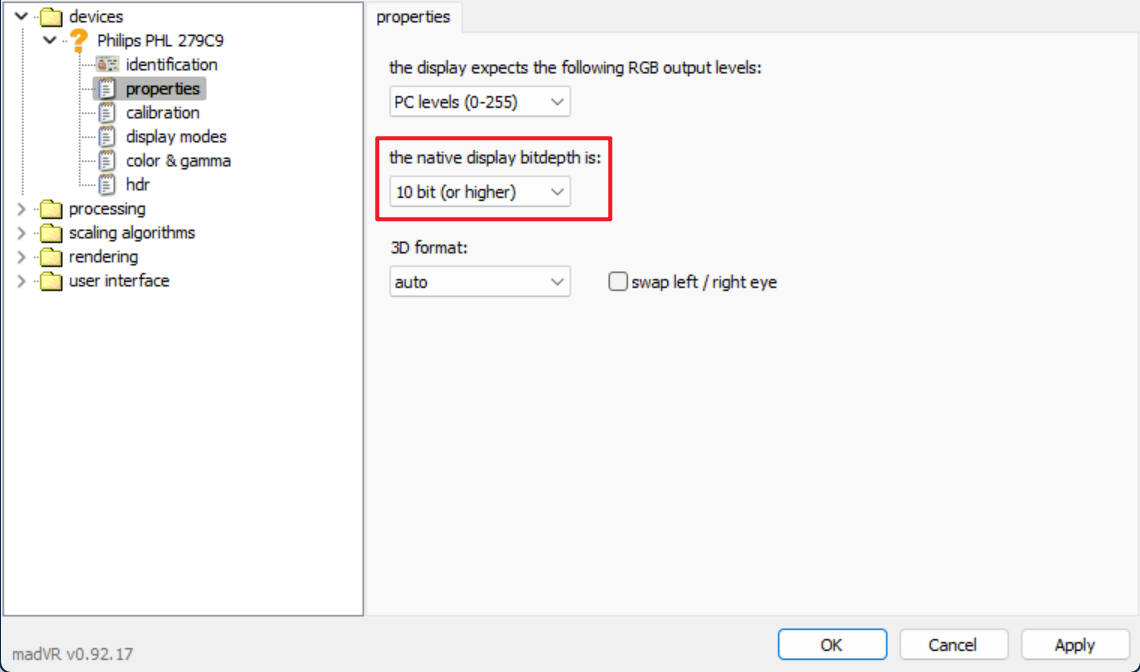 devices
Philips PHL 279C9
identification
properties
calibration
display modes
color & gamma
hdr
processing
scaling algorithms
rendering
user interface
properties
the display expects the following RGB output levels:
PC levels (0-255)
the native display bitdepth is:
10 bit (or higher)
3D format:
auto
swap left / right eye
madVR v0.92.17
OK
Cancel
Apply